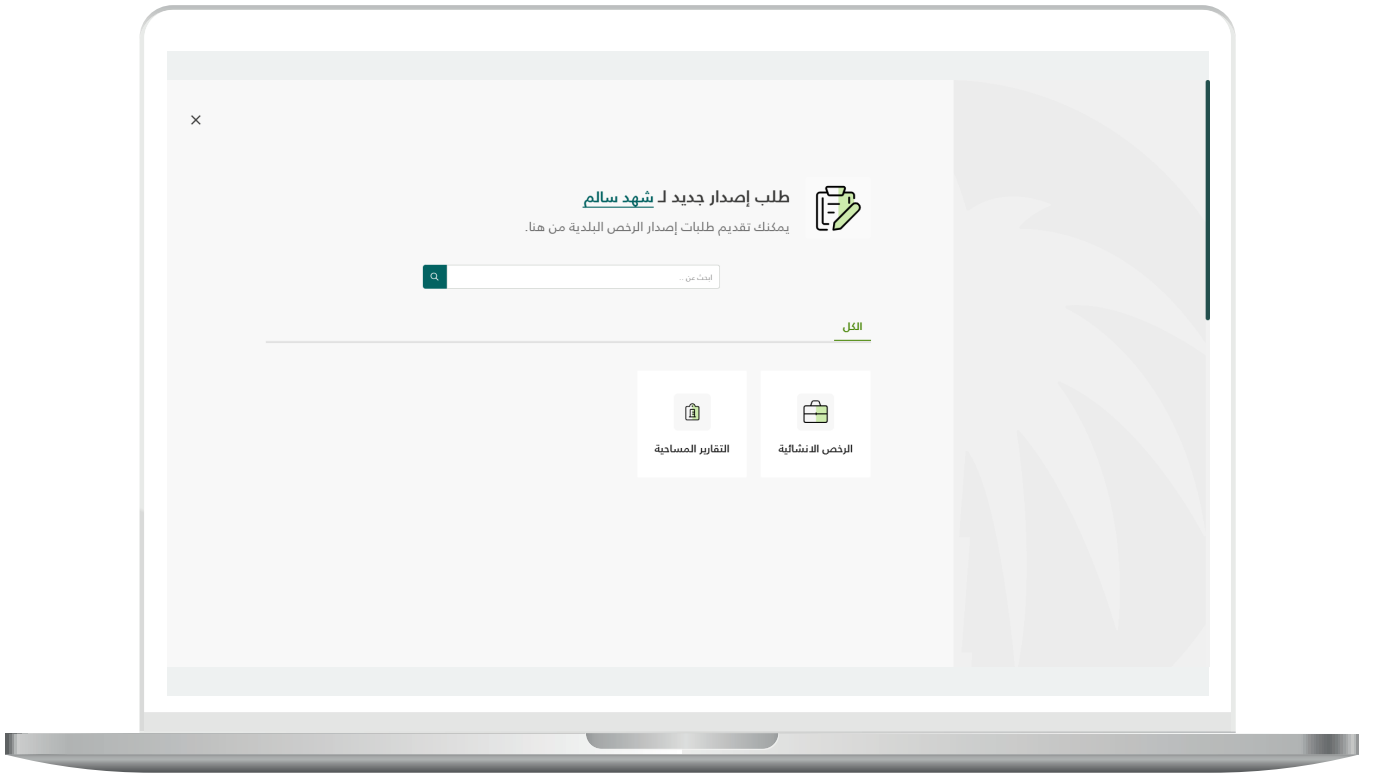 طلب إصدار جديد لـ شهد سالم
يمكنك تقديم طلبات إصدار الرخص البلدية من هنا.
ابحث عن...
الكل
الرخص الانشائية
التقارير المساحية